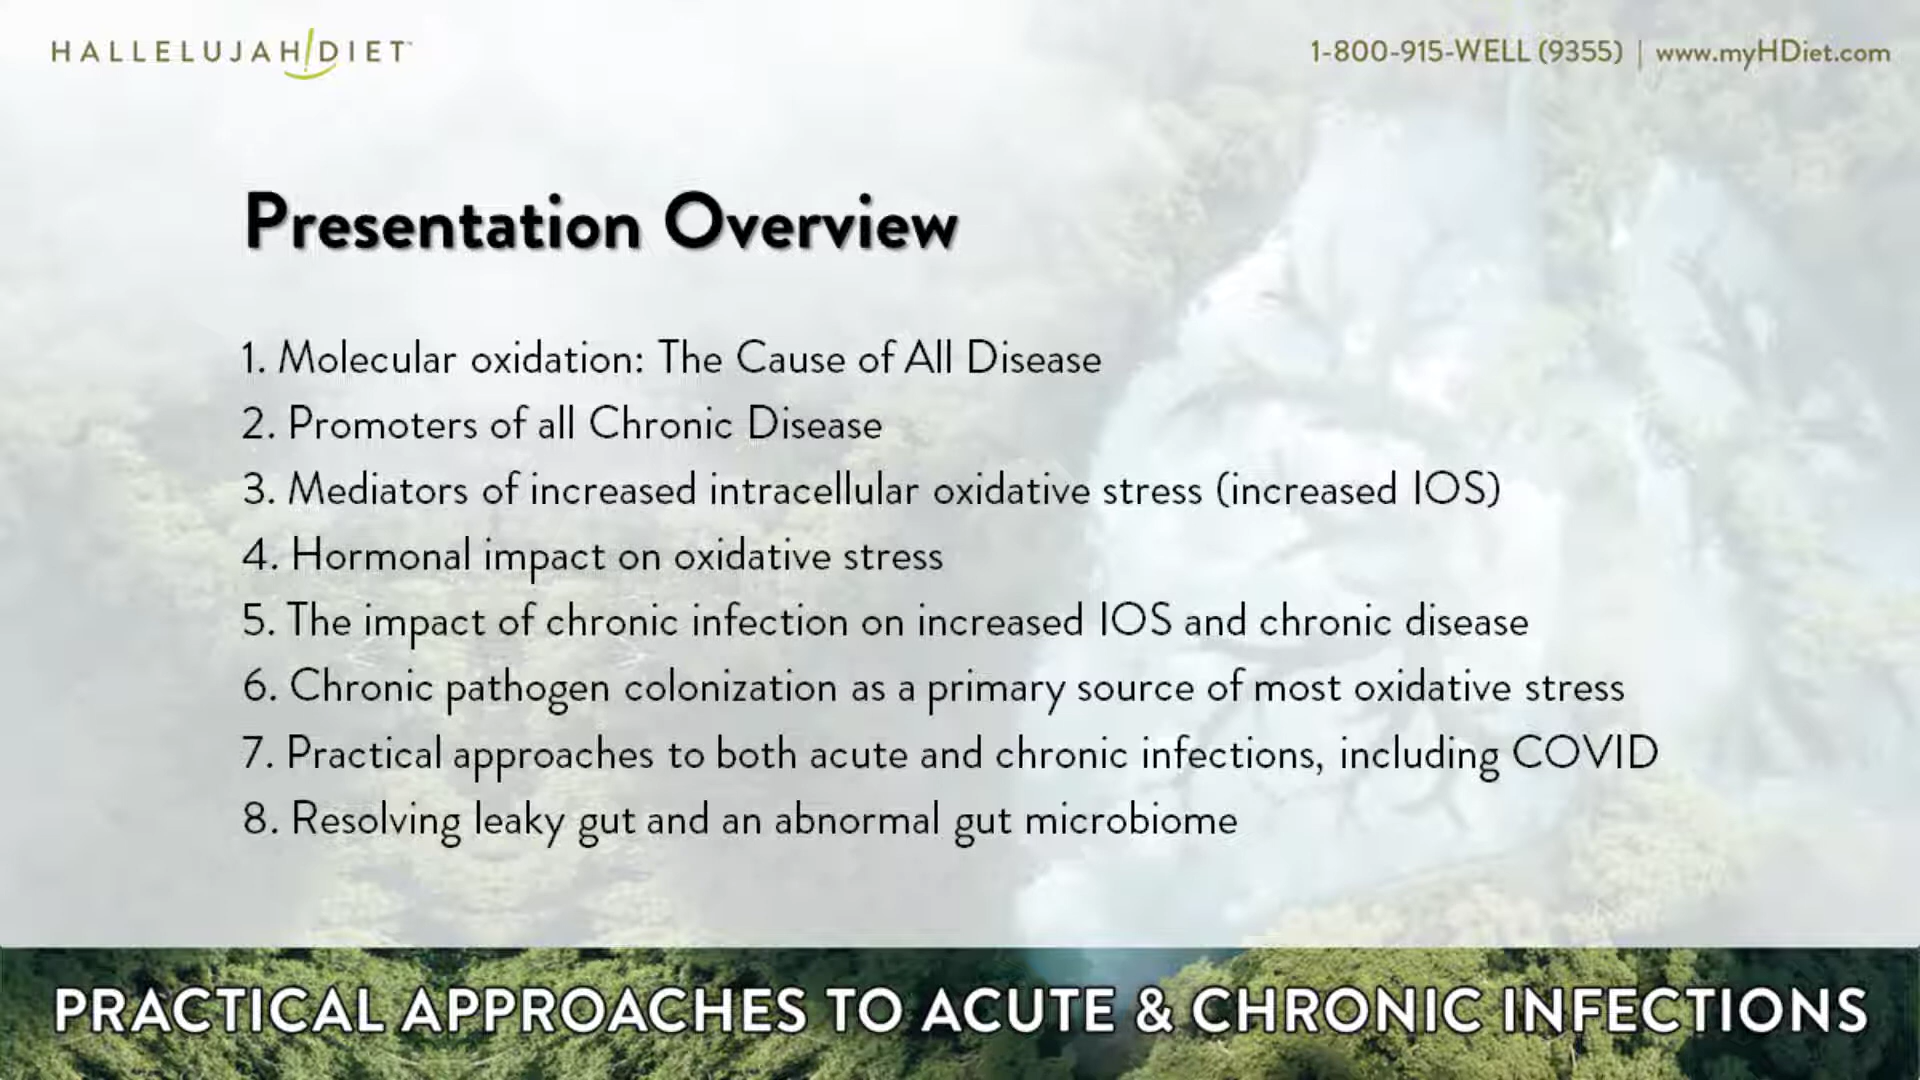 HALLELUJAH DIET
1-800-915-WELL (9355) | www.myHDiet.com
Presentation Overview
1. Molecular oxidation: The Cause of All Disease
2. Promoters of all Chronic Disease
3. Mediators of increased intracellular oxidative stress (increased IOS)
4. Hormonal impact on oxidative stress
5. The impact of chronic infection on increased IOS and chronic disease
6. Chronic pathogen colonization as a primary source of most oxidative stress
7. Practical approaches to both acute and chronic infections, including COVID
8. Resolving leaky gut and an abnormal gut microbiome
PRACTICAL APPROACHES TO ACUTE & CHRONIC INFECTIONS